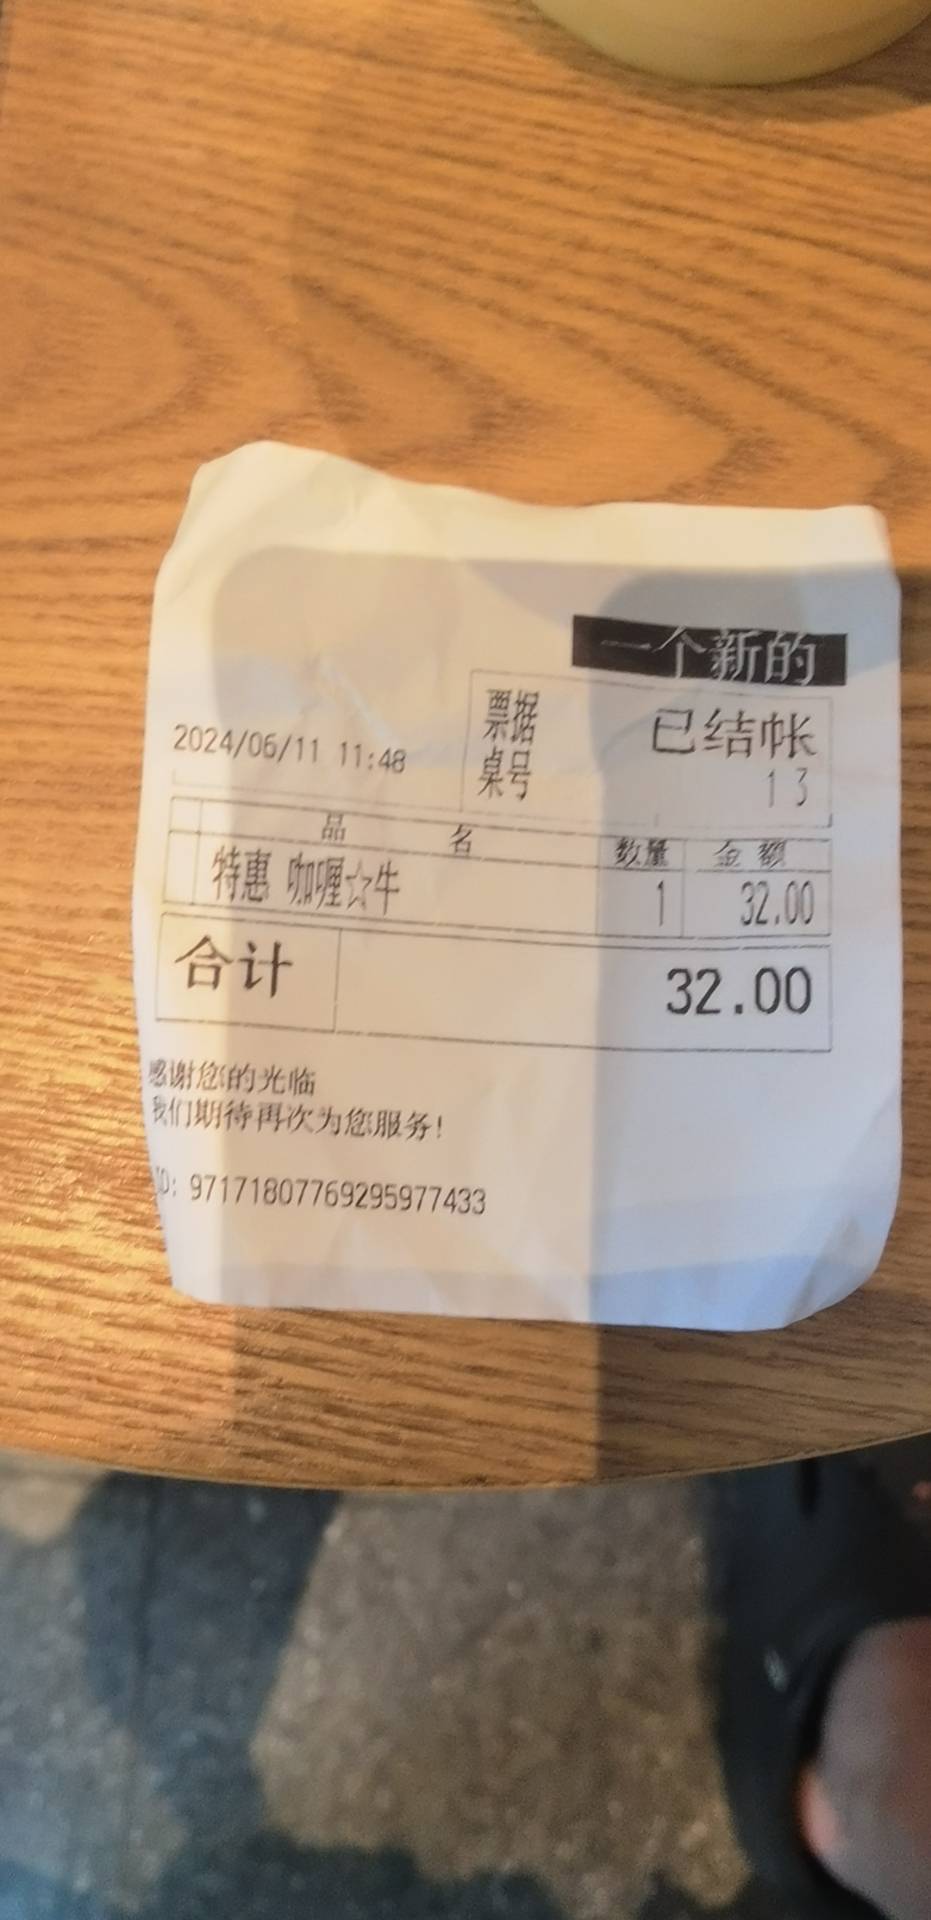 一个新的
票据 已结帐
2024/06/11 11:48
桌号 13
品名 数量 金额
特惠 咖喱☆牛 1 32.00
合计 32.00
感谢您的光临
我们期待再次为您服务!
ID: 97171807769295977433